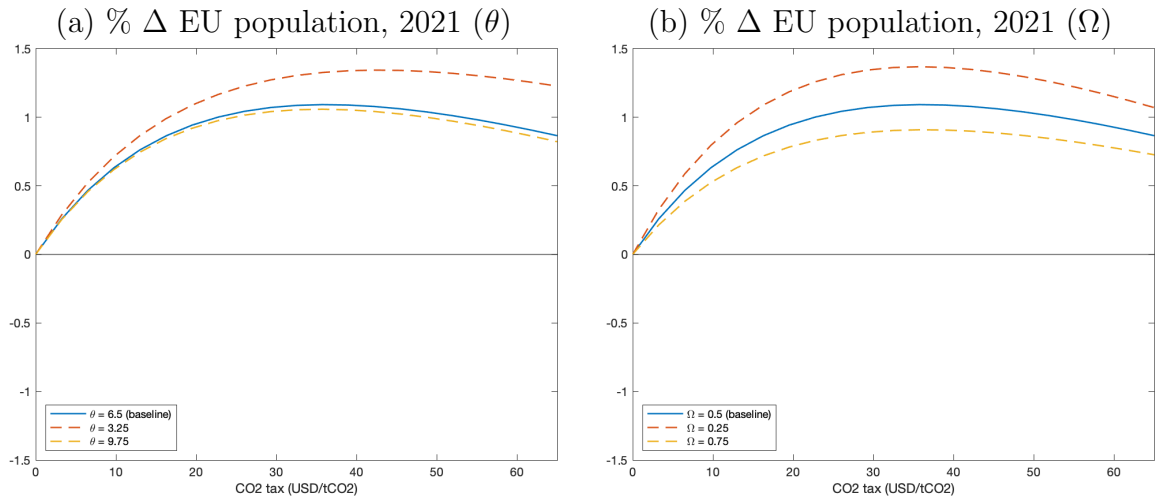 (a) % Δ EU population, 2021 (θ)
1.5
1
0.5
0
-0.5
-1
-1.5
θ = 6.5 (baseline)
θ = 3.25
θ = 9.75
0 10 20 30 40 50 60
CO2 tax (USD/tCO2)
(b) % Δ EU population, 2021 (Ω)
1.5
1
0.5
0
-0.5
-1
-1.5
Ω = 0.5 (baseline)
Ω = 0.25
Ω = 0.75
0 10 20 30 40 50 60
CO2 tax (USD/tCO2)